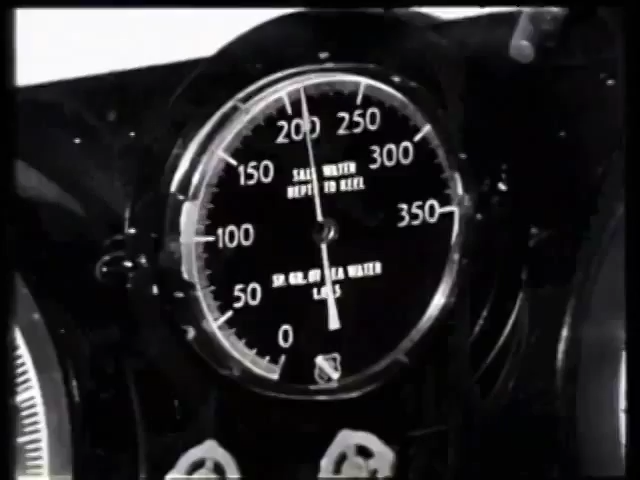 200 250
150 300
SALT WATER
DEPTH TO KEEL
350
100
SP. GR. OF SEA WATER
50
0